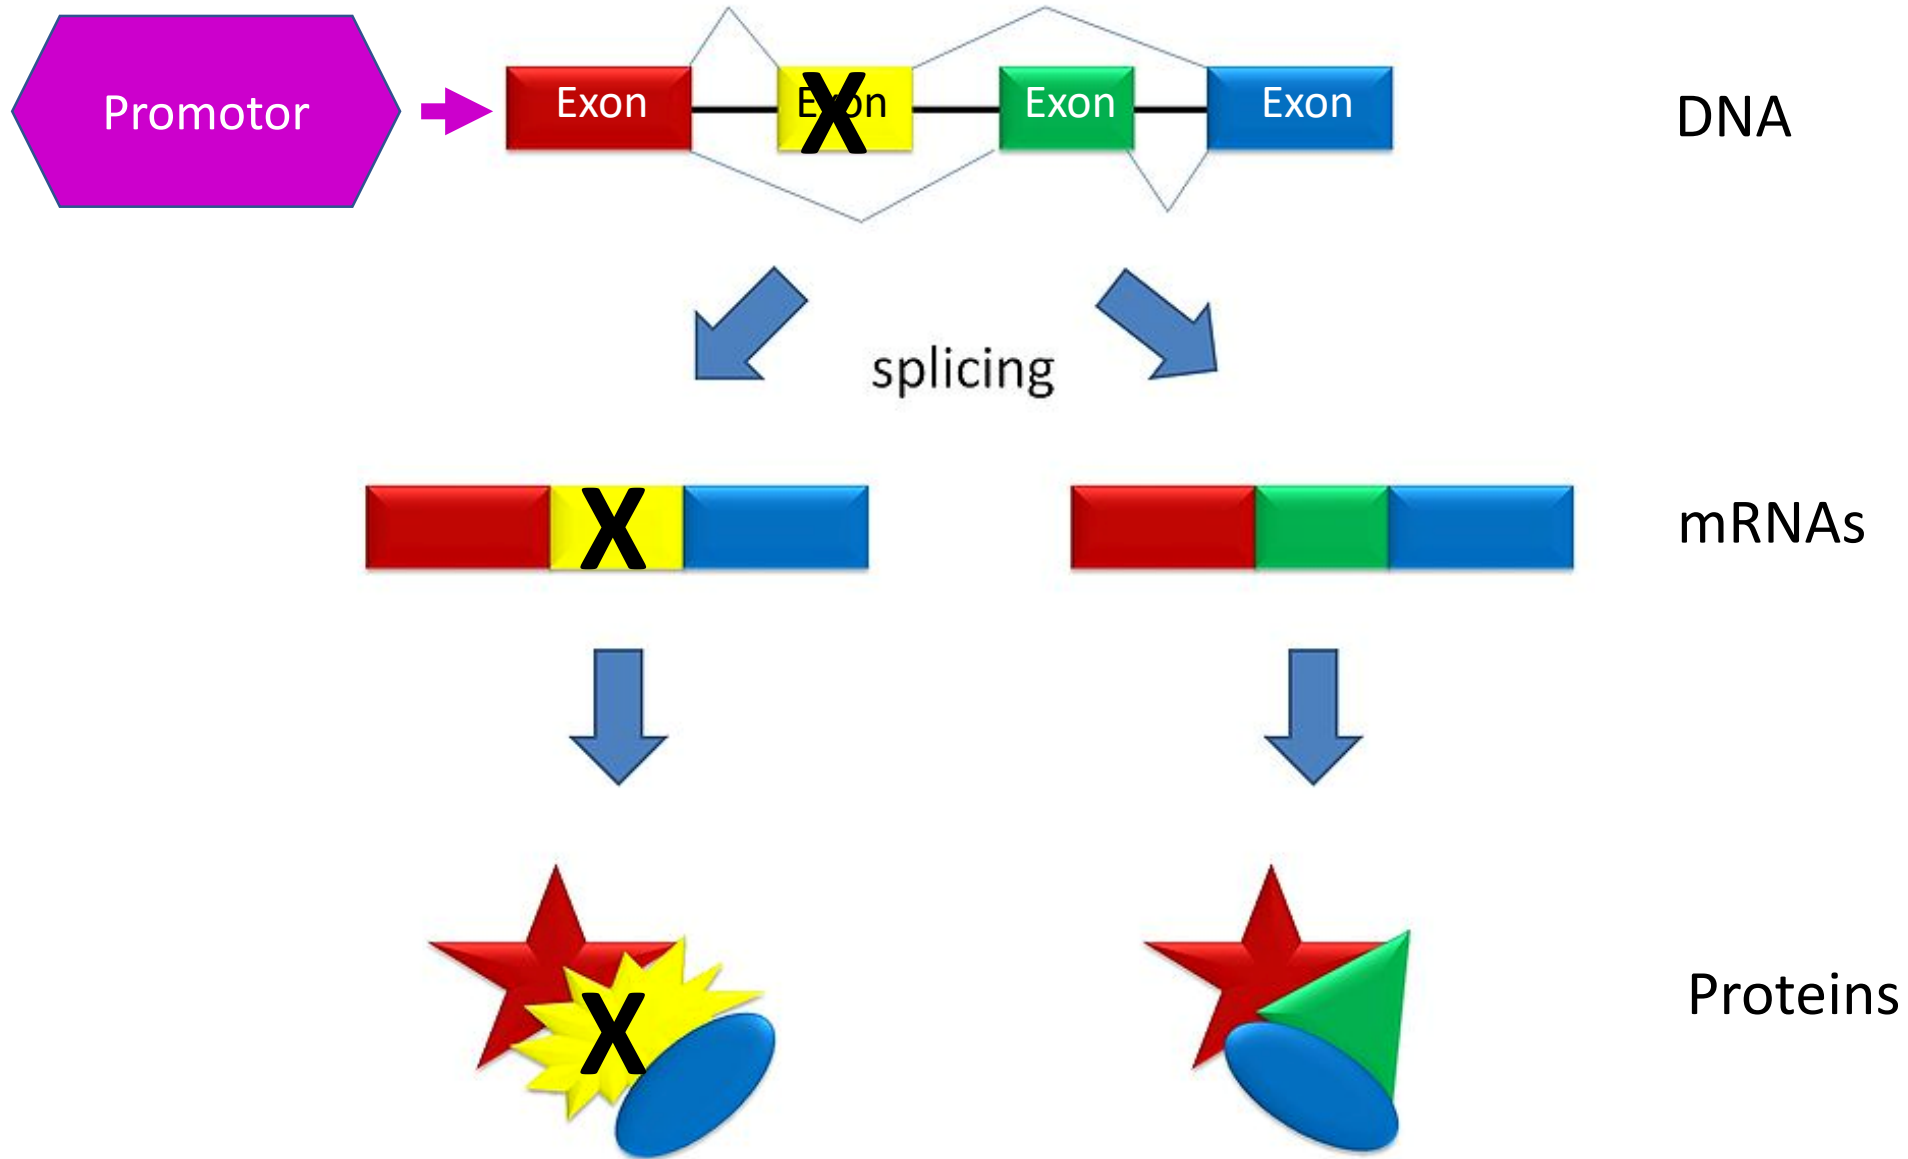 Promotor
Exon
Exon
Exon
Exon
DNA
X
splicing
X
mRNAs
X
Proteins